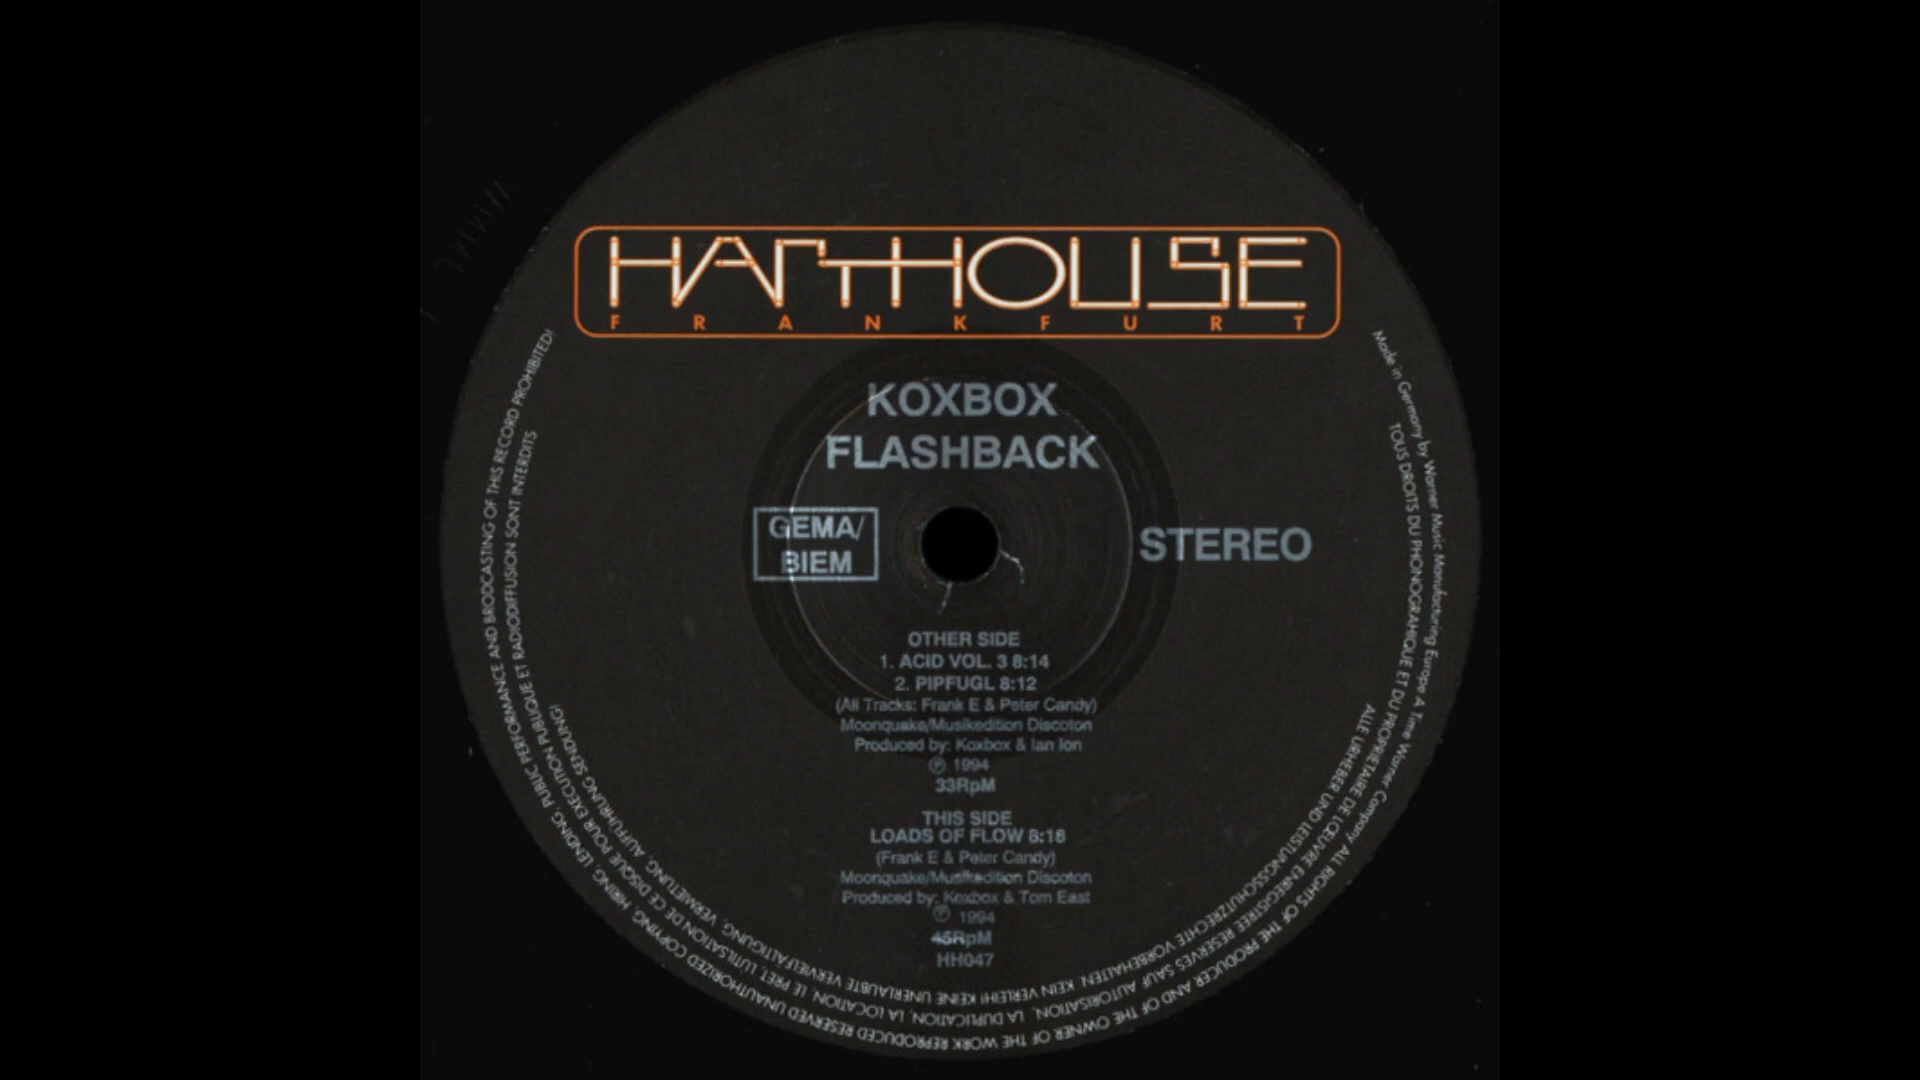 HARTHOUSE
FRANKFURT
KOXBOX
FLASHBACK
GEMA/
BIEM
STEREO
OTHER SIDE
1. ACID VOL. 3 8:14
2. PIPFUGL 8:12
(All Tracks: Frank E & Peter Candy)
Moonquake/Musikedition Discoton
Produced by: Koxbox & Ian Ion
℗ 1994
33RpM
THIS SIDE
LOADS OF FLOW 8:18
(Frank E & Peter Candy)
Moonquake/Musikedition Discoton
Produced by: Koxbox & Tom East
℗ 1994
45RpM
HH047
Made in Germany by Warner Music Manufacturing Europe A Time Warner Company ALL RIGHTS OF THE PRODUCER AND OF THE OWNER OF THE WORK REPRODUCED RESERVED UNAUTHORIZED COPYING, HIRING, LENDING, PUBLIC PERFORMANCE AND BRODCASTING OF THIS RECORD PROHIBITED!
TOUS DROITS DU PHONOGRAHIQUE ET DU PROPRIETAIRE DE LŒUVRE ENREGISTREE RESERVES SAUF AUTORISATION, LA DUPLICATION, LA LOCATION, LE PRET, LUTILSATION DE CE DISQUE POUR EXECUTION PUBLIQUE ET RADIODIFFUSION SONT INTERDITS
ALLE URHEBER UND LEISTUNGSSCHUTZRECHTE VORBEHALTEN. KEIN VERLEIH! KEINE UNERLAUBTE VERVIELFÄLTIGUNG, VERMIETUNG, AUFFÜHRUNG SENDUNG!